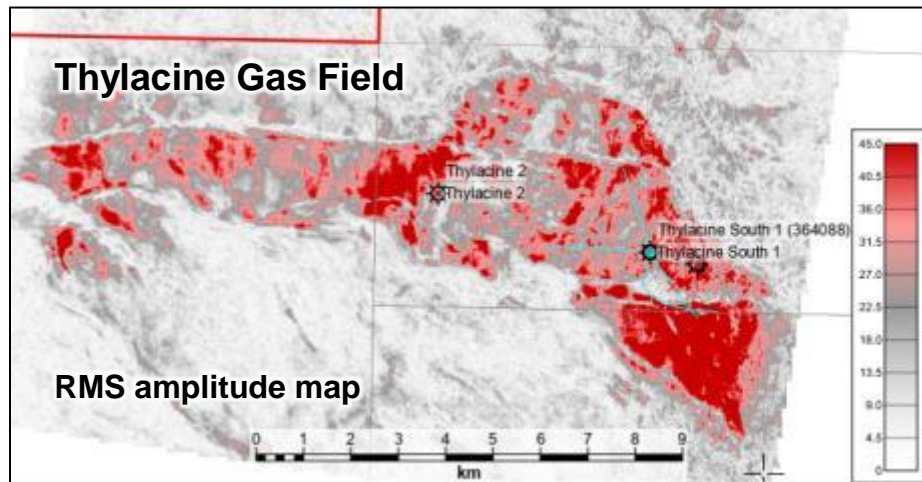 Thylacine Gas Field
Thylacine 2
Thylacine 2
Thylacine South 1 (364088)
Thylacine South 1
45.0
40.5
36.0
31.5
27.0
22.5
18.0
13.5
9.0
4.5
0.0
RMS amplitude map
0 1 2 3 4 5 6 7 8 9
km